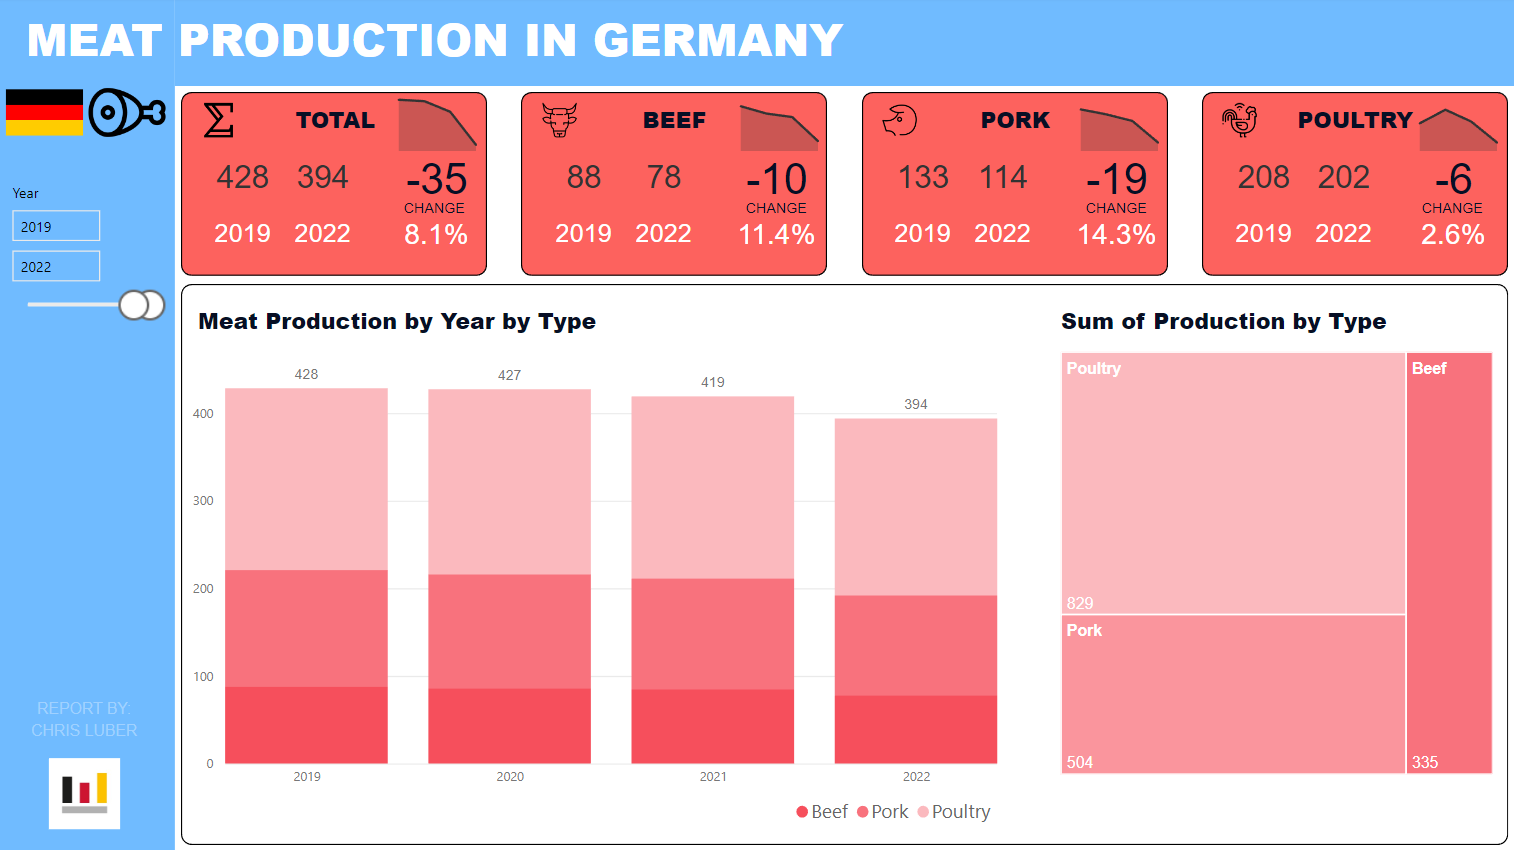 MEAT PRODUCTION IN GERMANY
Year
2019
2022
REPORT BY:
CHRIS LUBER
TOTAL
428 394 -35
CHANGE
2019 2022 8.1%
BEEF
88 78 -10
CHANGE
2019 2022 11.4%
PORK
133 114 -19
CHANGE
2019 2022 14.3%
POULTRY
208 202 -6
CHANGE
2019 2022 2.6%
Meat Production by Year by Type
428
427
419
394
400
300
200
100
0
2019 2020 2021 2022
Beef Pork Poultry
Sum of Production by Type
Poultry
829
Pork
504
Beef
335